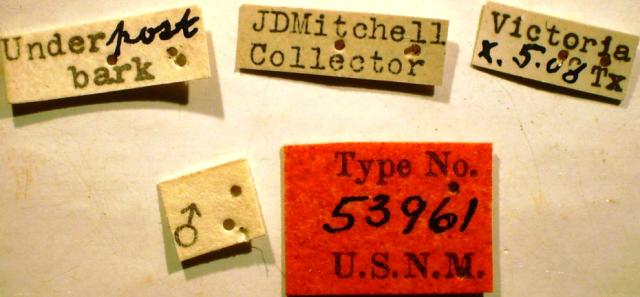 Under post
bark
JDMitchell
Collector
Victoria
X. 5. 08 Tx
♂
Type No.
53961
U.S.N.M.